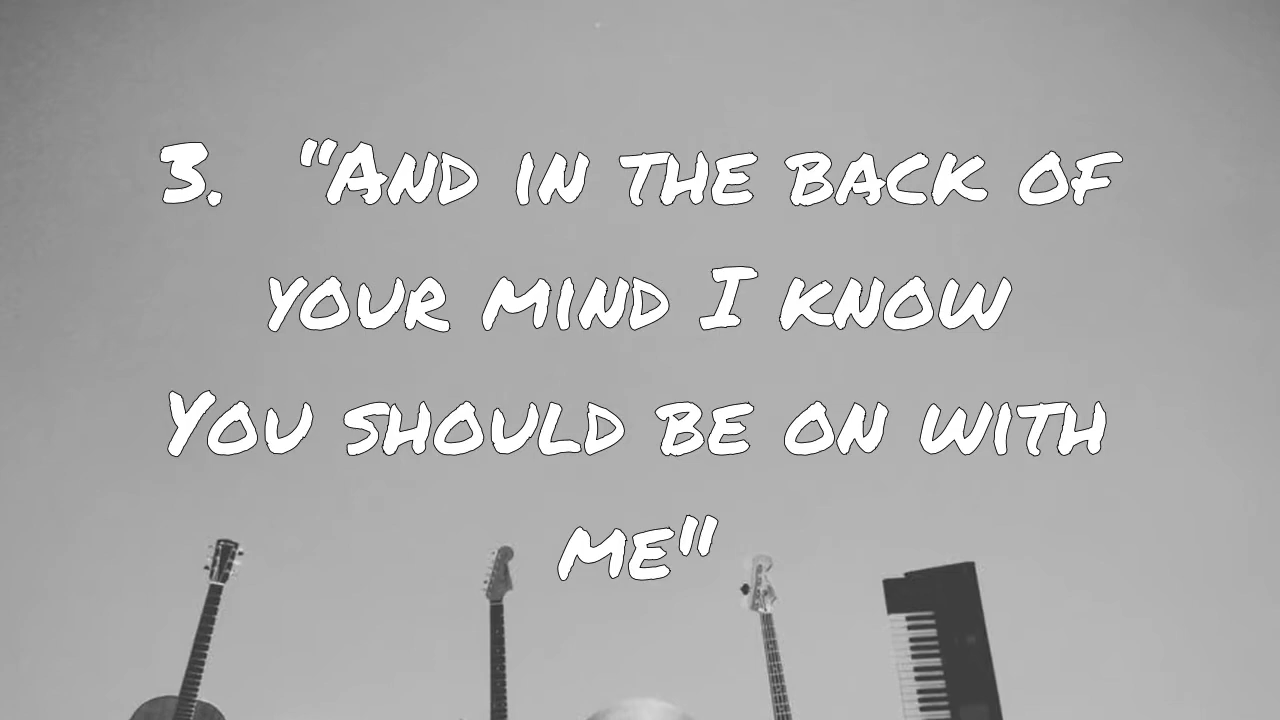 3. "And in the back of
your mind I know
You should be on with
me"